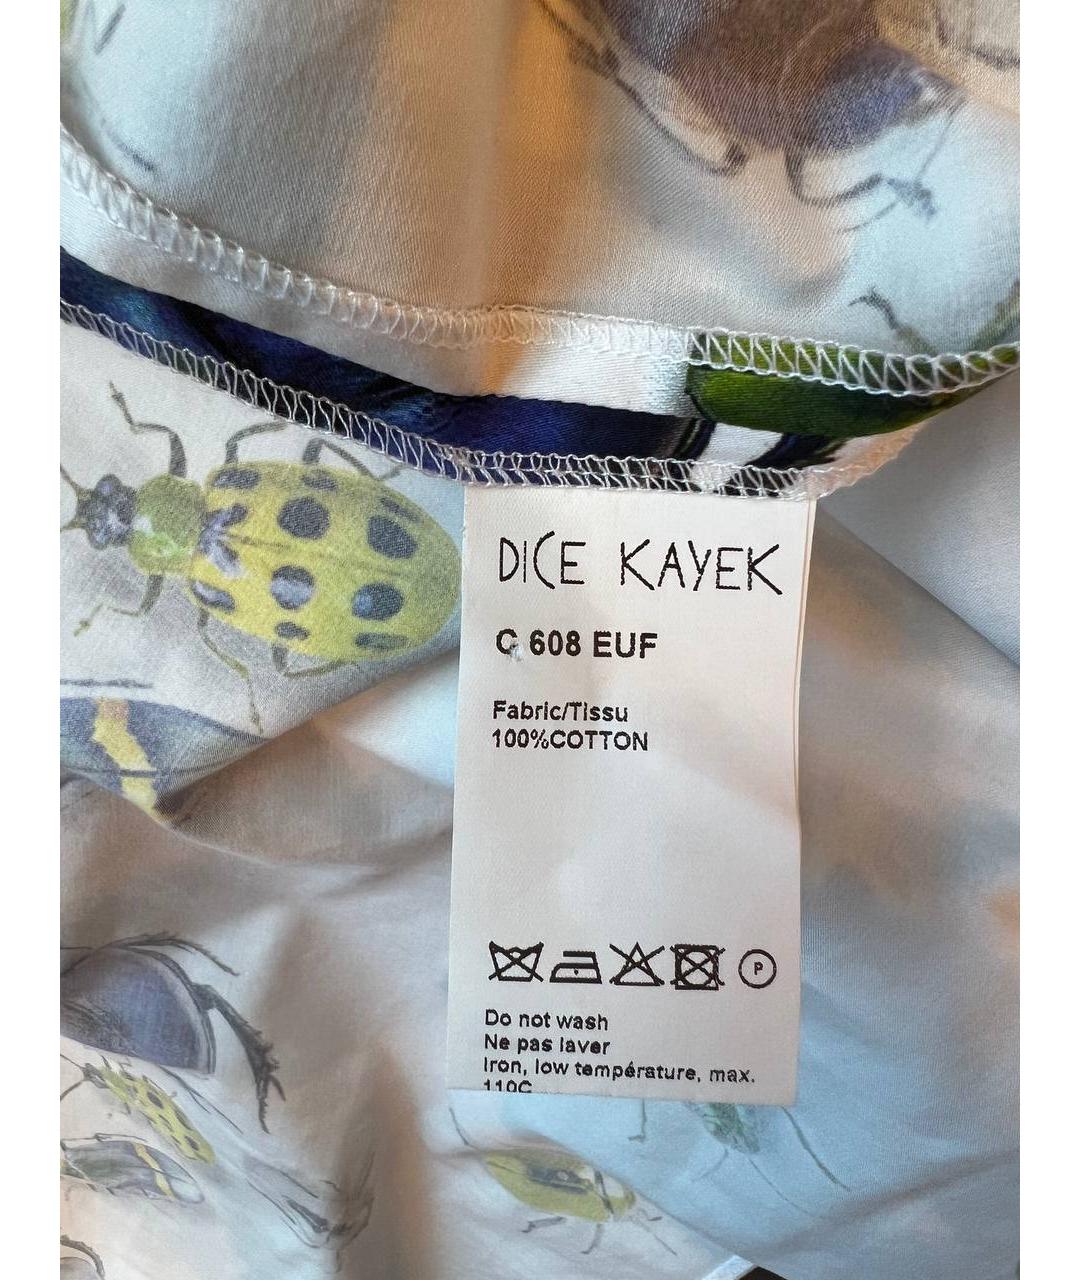 DICE KAYEK
C 608 EUF
Fabric/Tissu
100%COTTON
P
Do not wash
Ne pas laver
Iron, low température, max.
110C